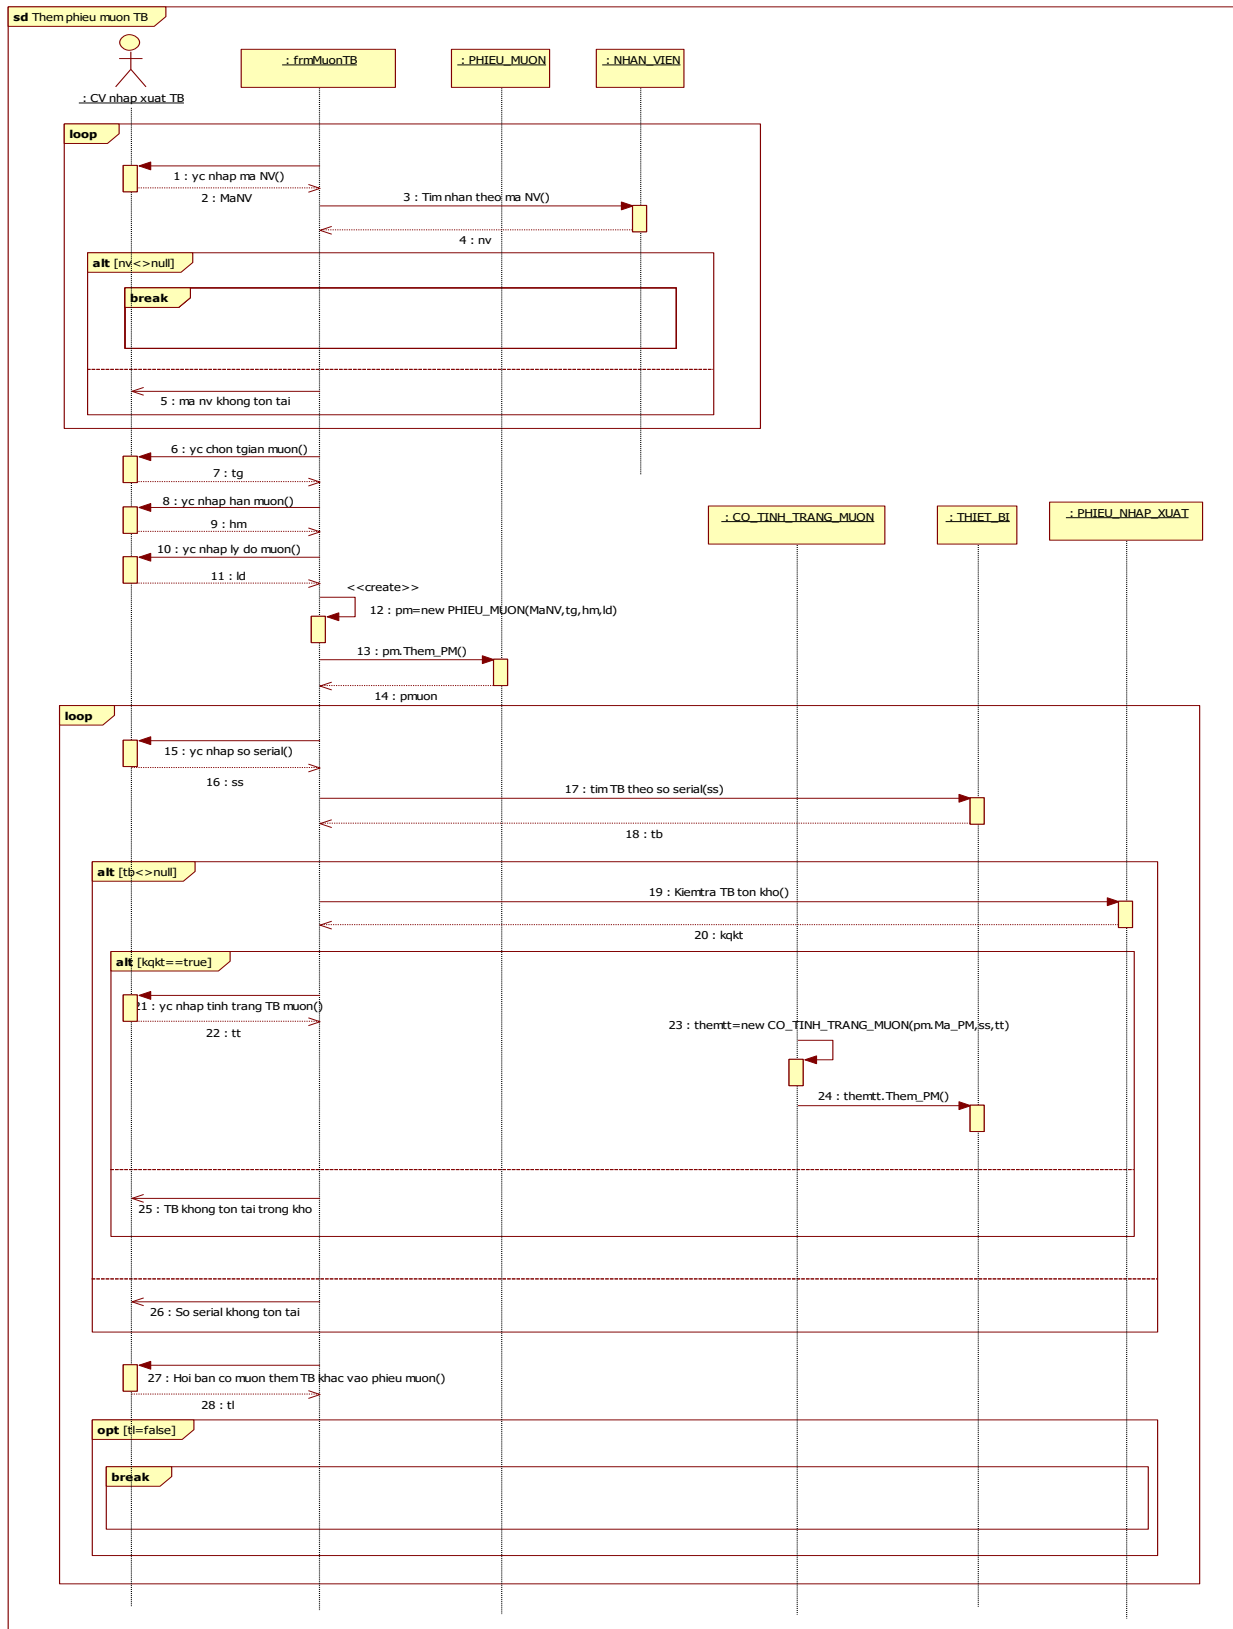 sd Them phieu muon TB
: frmMuonTB
: PHIEU_MUON
: NHAN_VIEN
: CV nhap xuat TB
loop
1 : yc nhap ma NV()
2 : MaNV
3 : Tim nhan theo ma NV()
4 : nv
alt [nv<>null]
break
5 : ma nv khong ton tai
6 : yc chon tgian muon()
7 : tg
8 : yc nhap han muon()
9 : hm
: CO_TINH_TRANG_MUON
: THIET_BI
: PHIEU_NHAP_XUAT
10 : yc nhap ly do muon()
11 : ld
<<create>>
12 : pm=new PHIEU_MUON(MaNV,tg,hm,ld)
13 : pm.Them_PM()
14 : pmuon
loop
15 : yc nhap so serial()
16 : ss
17 : tim TB theo so serial(ss)
18 : tb
alt [tb<>null]
19 : Kiemtra TB ton kho()
20 : kqkt
alt [kqkt==true]
21 : yc nhap tinh trang TB muon()
22 : tt
23 : themtt=new CO_TINH_TRANG_MUON(pm.Ma_PM,ss,tt)
24 : themtt.Them_PM()
25 : TB khong ton tai trong kho
26 : So serial khong ton tai
27 : Hoi ban co muon them TB khac vao phieu muon()
28 : tl
opt [tl=false]
break